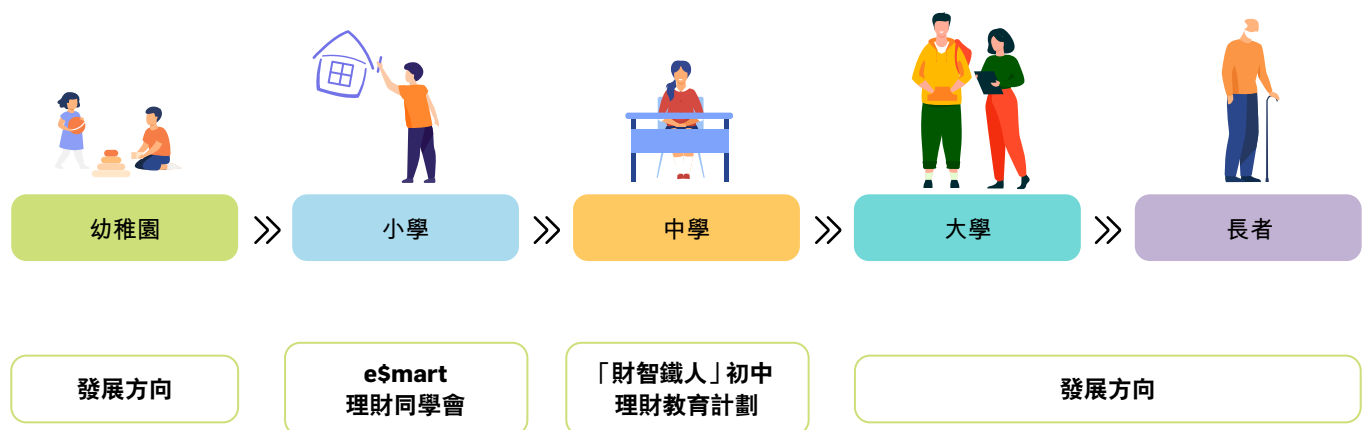 幼稚園
小學
中學
大學
長者
發展方向
e$mart
理財同學會
「財智鐵人」初中
理財教育計劃
發展方向